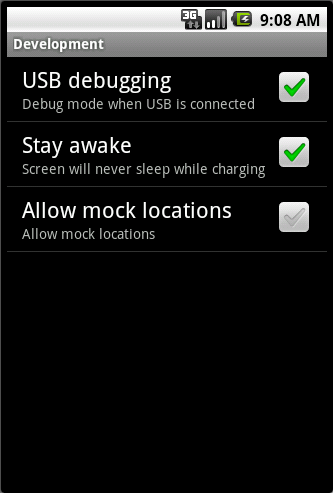 3G 9:08 AM
Development
USB debugging
Debug mode when USB is connected
Stay awake
Screen will never sleep while charging
Allow mock locations
Allow mock locations